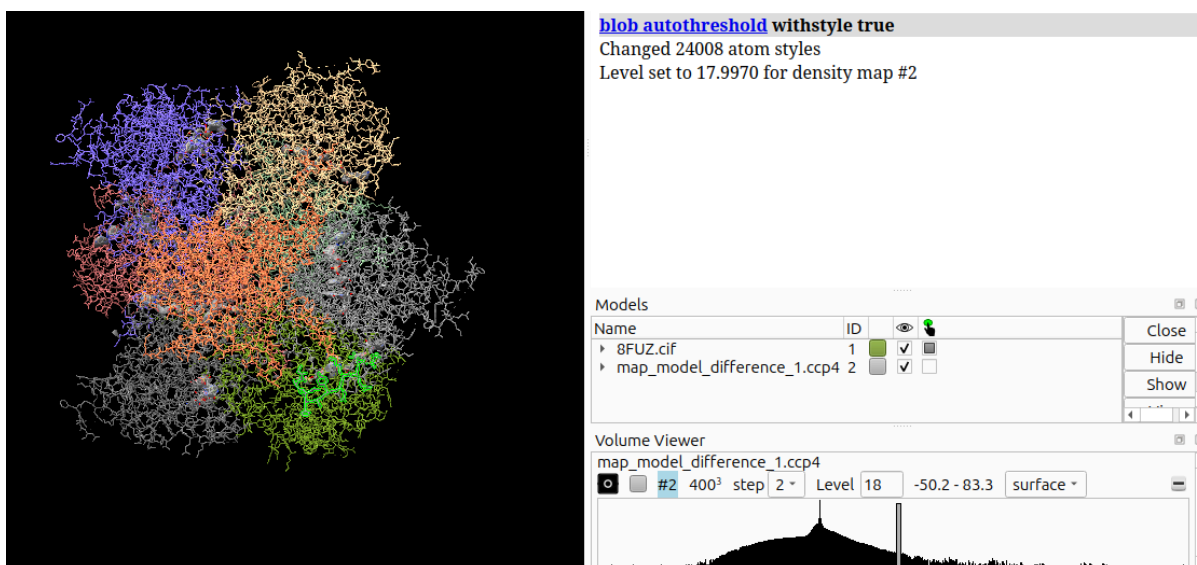 blob autothreshold withstyle true
Changed 24008 atom styles
Level set to 17.9970 for density map #2
Models
Name ID
8FUZ.cif 1
map_model_difference_1.ccp4 2
Close
Hide
Show
Volume Viewer
map_model_difference_1.ccp4
#2 400³ step 2 Level 18 -50.2 - 83.3 surface